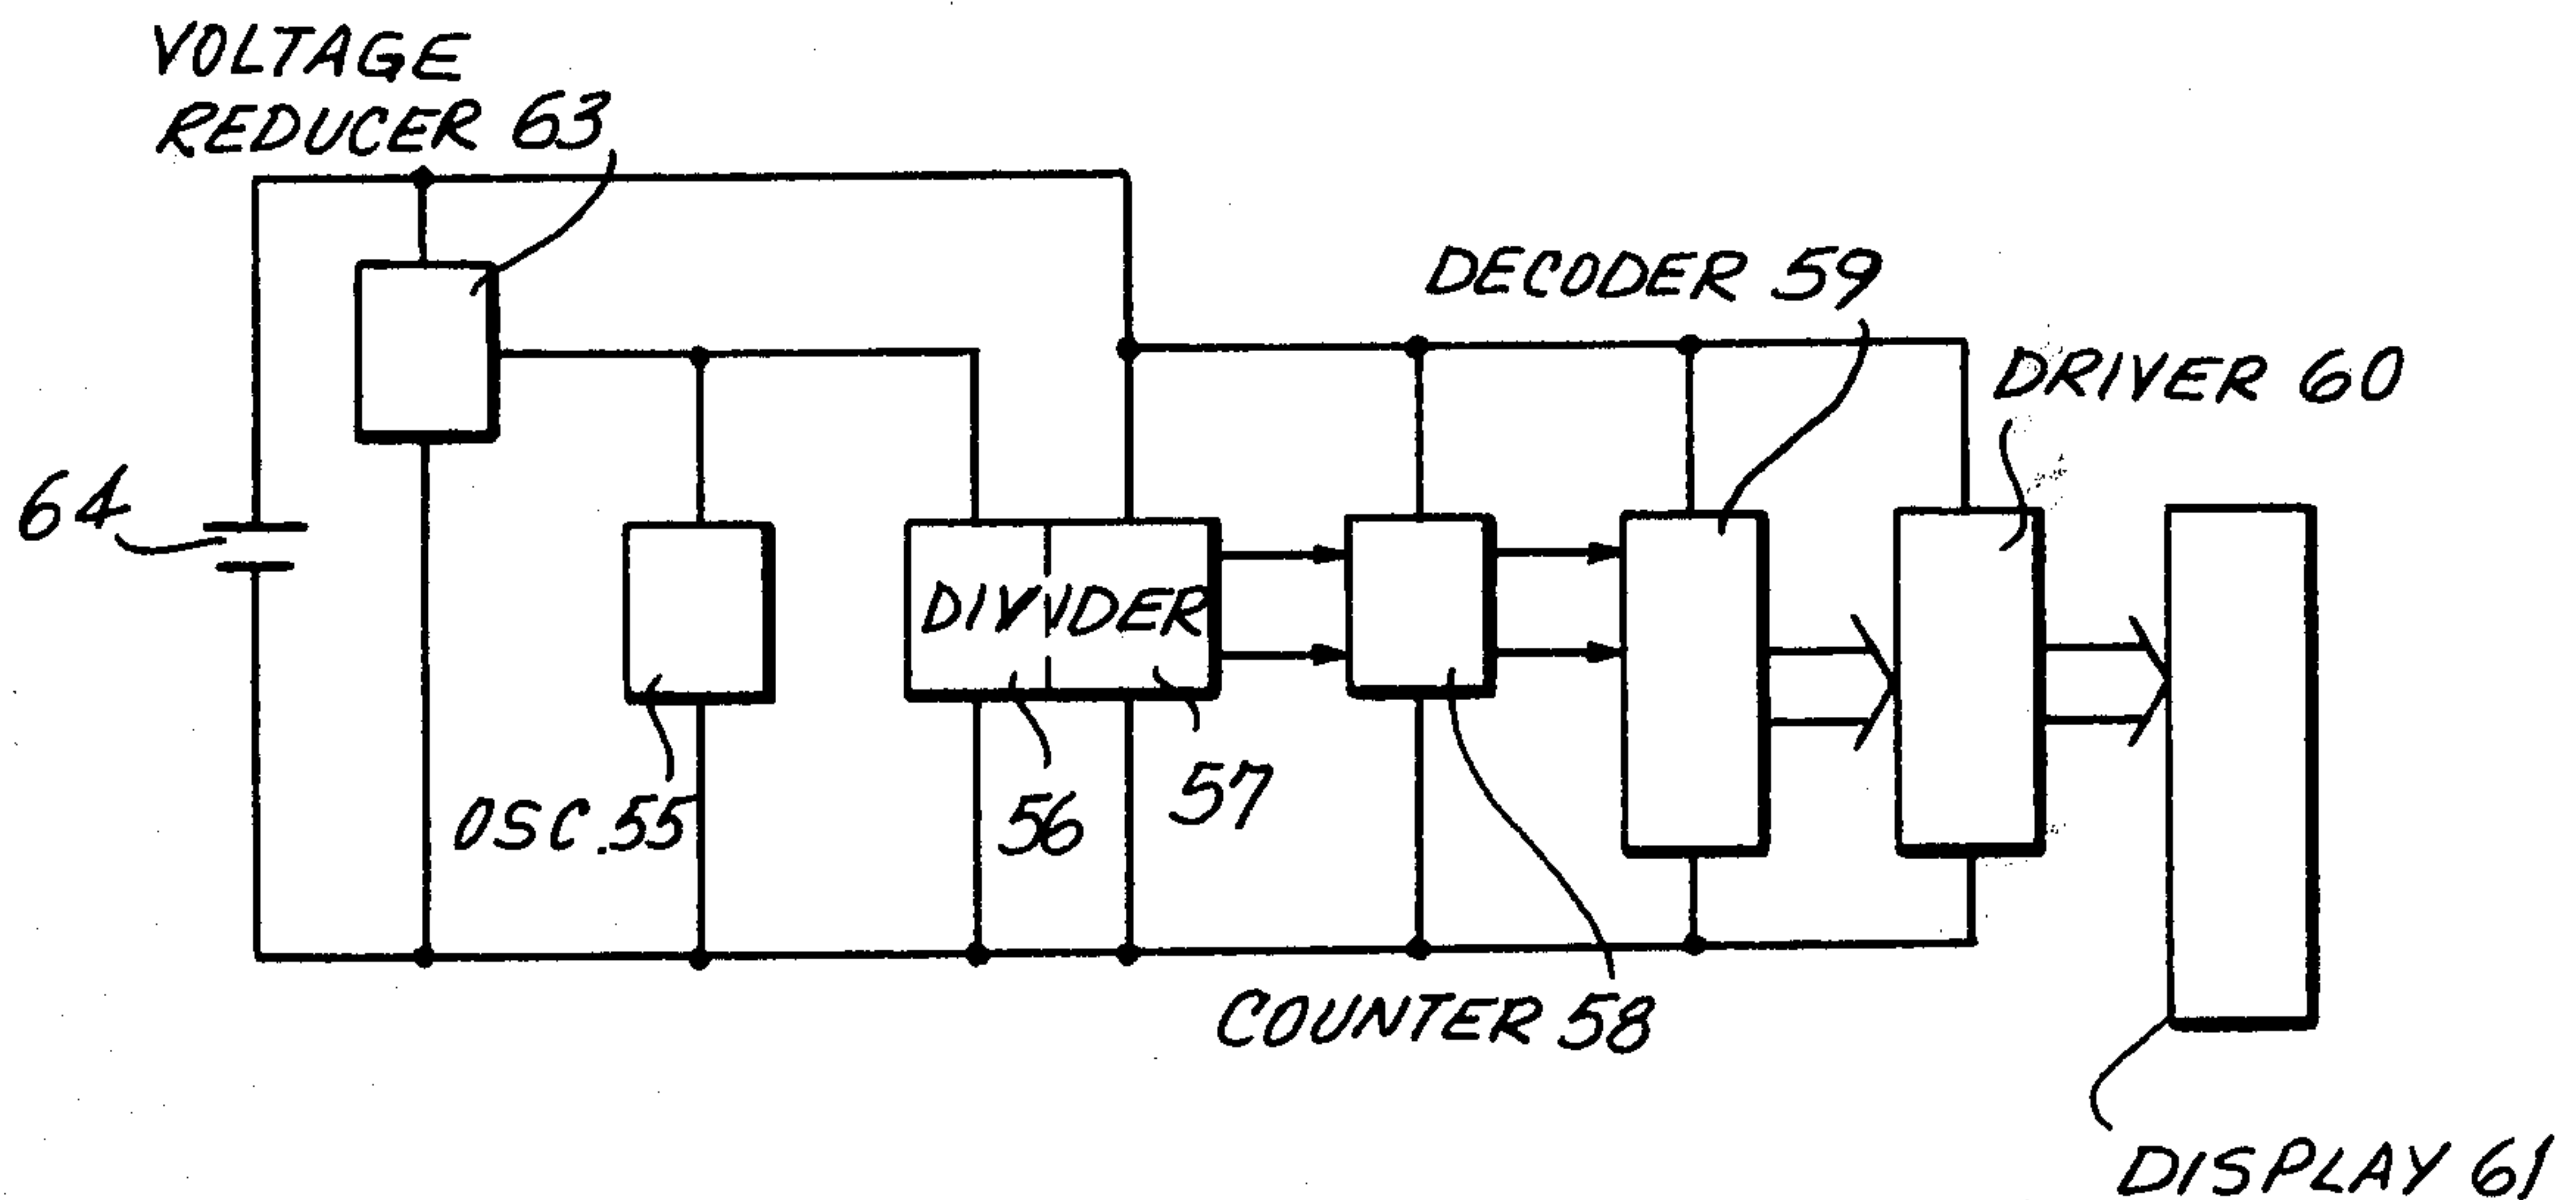 VOLTAGE
REDUCER 63
DECODER 59
DRIVER 60
64
DIVIDER
OSC. 55
56
57
COUNTER 58
DISPLAY 61